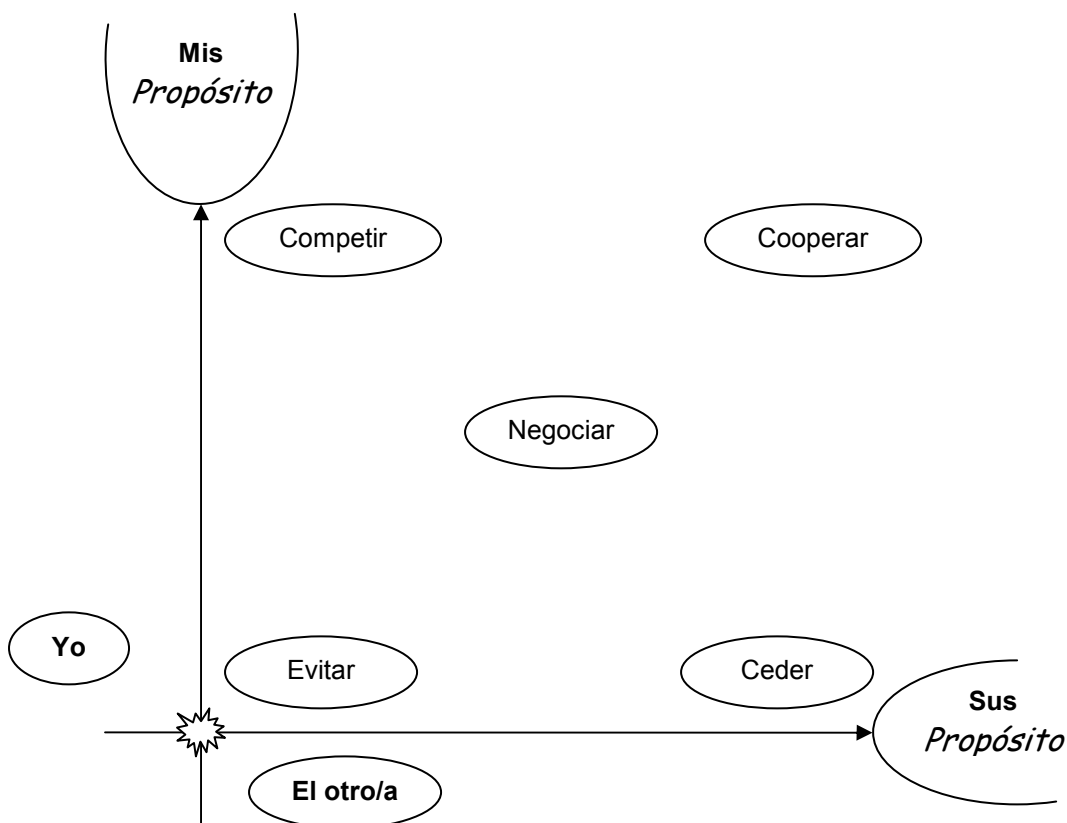 Mis
Propósito
Competir
Cooperar
Negociar
Yo
Evitar
Ceder
Sus
Propósito
El otro/a